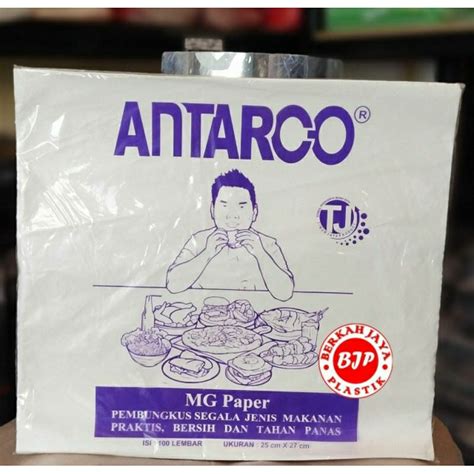 ANTARCO®
TJ
BERKAH JAYA
BJP
PLASTIK
MG Paper
PEMBUNGKUS SEGALA JENIS MAKANAN
PRAKTIS, BERSIH DAN TAHAN PANAS
ISI 100 LEMBAR UKURAN : 25 cm X 27 cm